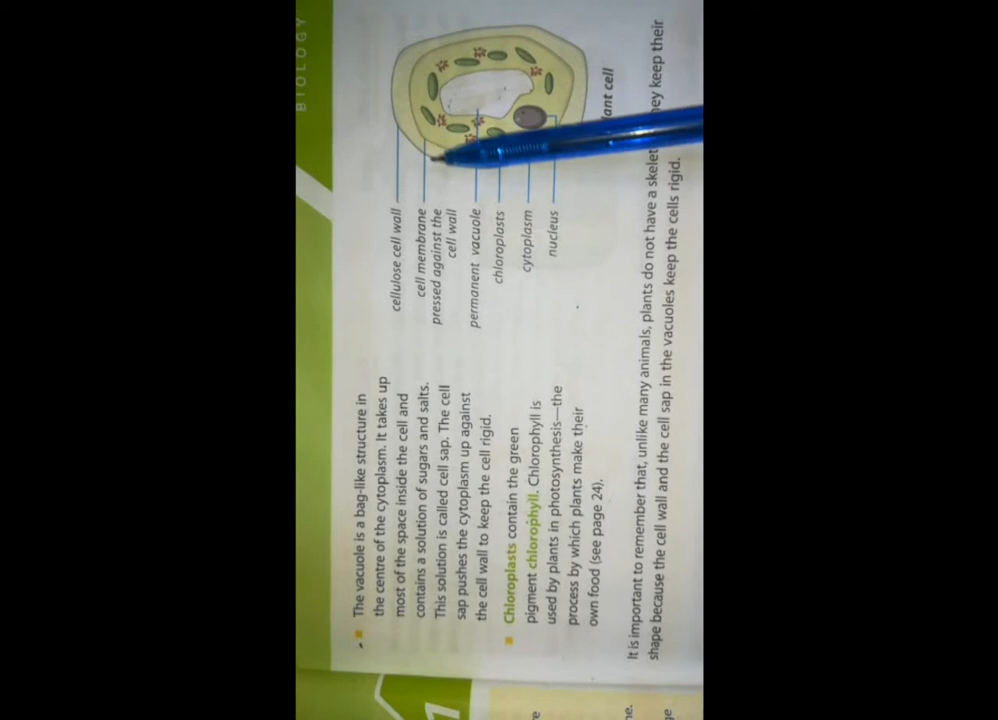 BIOLOGY
The vacuole is a bag-like structure in
the centre of the cytoplasm. It takes up
most of the space inside the cell and
contains a solution of sugars and salts.
This solution is called cell sap. The cell
sap pushes the cytoplasm up against
the cell wall to keep the cell rigid.
Chloroplasts contain the green
pigment chlorophyll. Chlorophyll is
used by plants in photosynthesis—the
process by which plants make their
own food (see page 24).
cellulose cell wall
cell membrane
pressed against the
cell wall
permanent vacuole
chloroplasts
cytoplasm
nucleus
cell
It is important to remember that, unlike many animals, plants do not have a keep their
shape because the cell wall and the cell sap in the vacuoles keep the cells rigid.
1